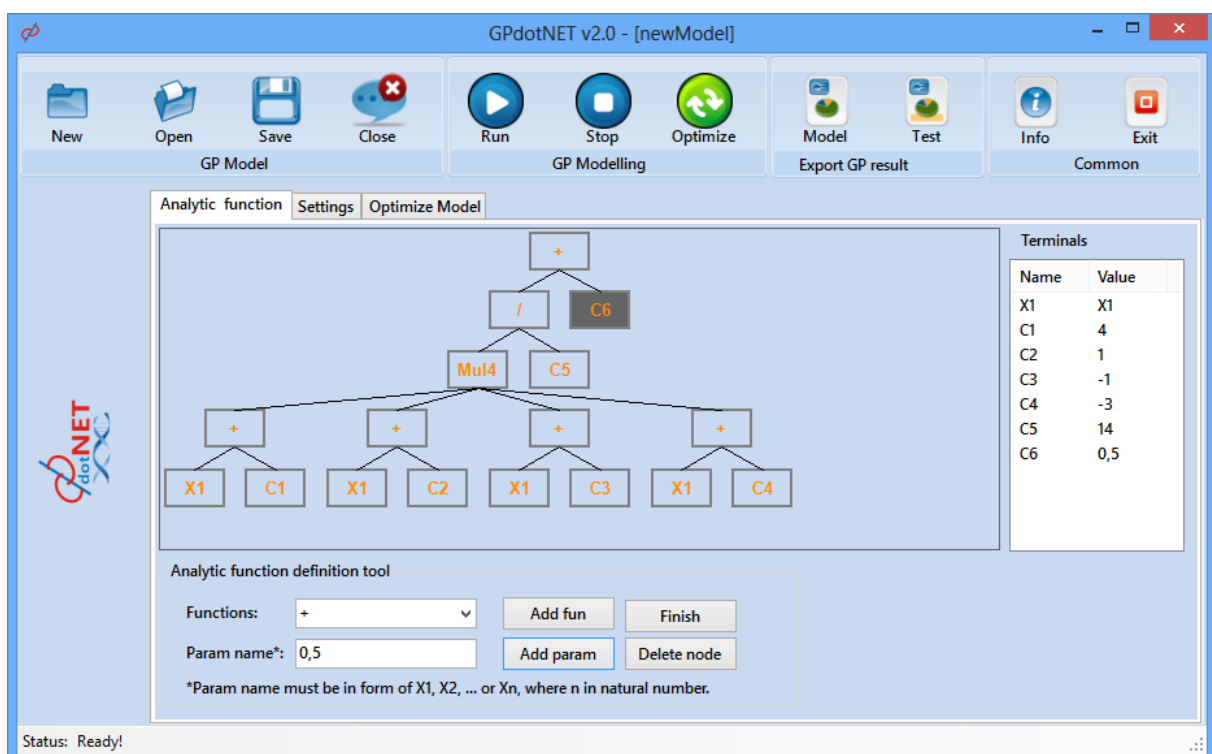 GPdotNET v2.0 - [newModel]
New Open Save Close Run Stop Optimize Model Test Info Exit
GP Model GP Modelling Export GP result Common
Analytic function Settings Optimize Model
+
/ C6
Mul4 C5
+ + + +
X1 C1 X1 C2 X1 C3 X1 C4
Terminals
Name Value
X1 X1
C1 4
C2 1
C3 -1
C4 -3
C5 14
C6 0,5
dotNET
Analytic function definition tool
Functions: + Add fun Finish
Param name*: 0,5 Add param Delete node
*Param name must be in form of X1, X2, ... or Xn, where n in natural number.
Status: Ready!